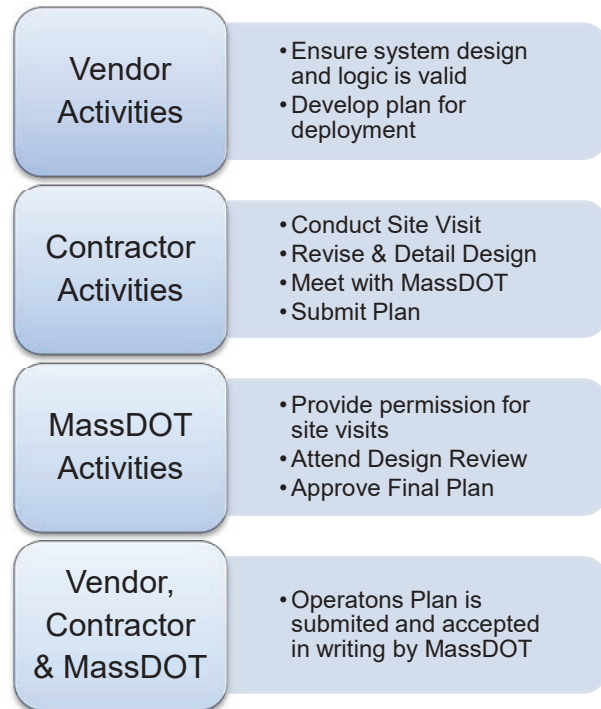 Vendor
Activities
• Ensure system design
and logic is valid
• Develop plan for
deployment
Contractor
Activities
• Conduct Site Visit
• Revise & Detail Design
• Meet with MassDOT
• Submit Plan
MassDOT
Activities
• Provide permission for
site visits
• Attend Design Review
• Approve Final Plan
Vendor,
Contractor
& MassDOT
• Operatons Plan is
submited and accepted
in writing by MassDOT